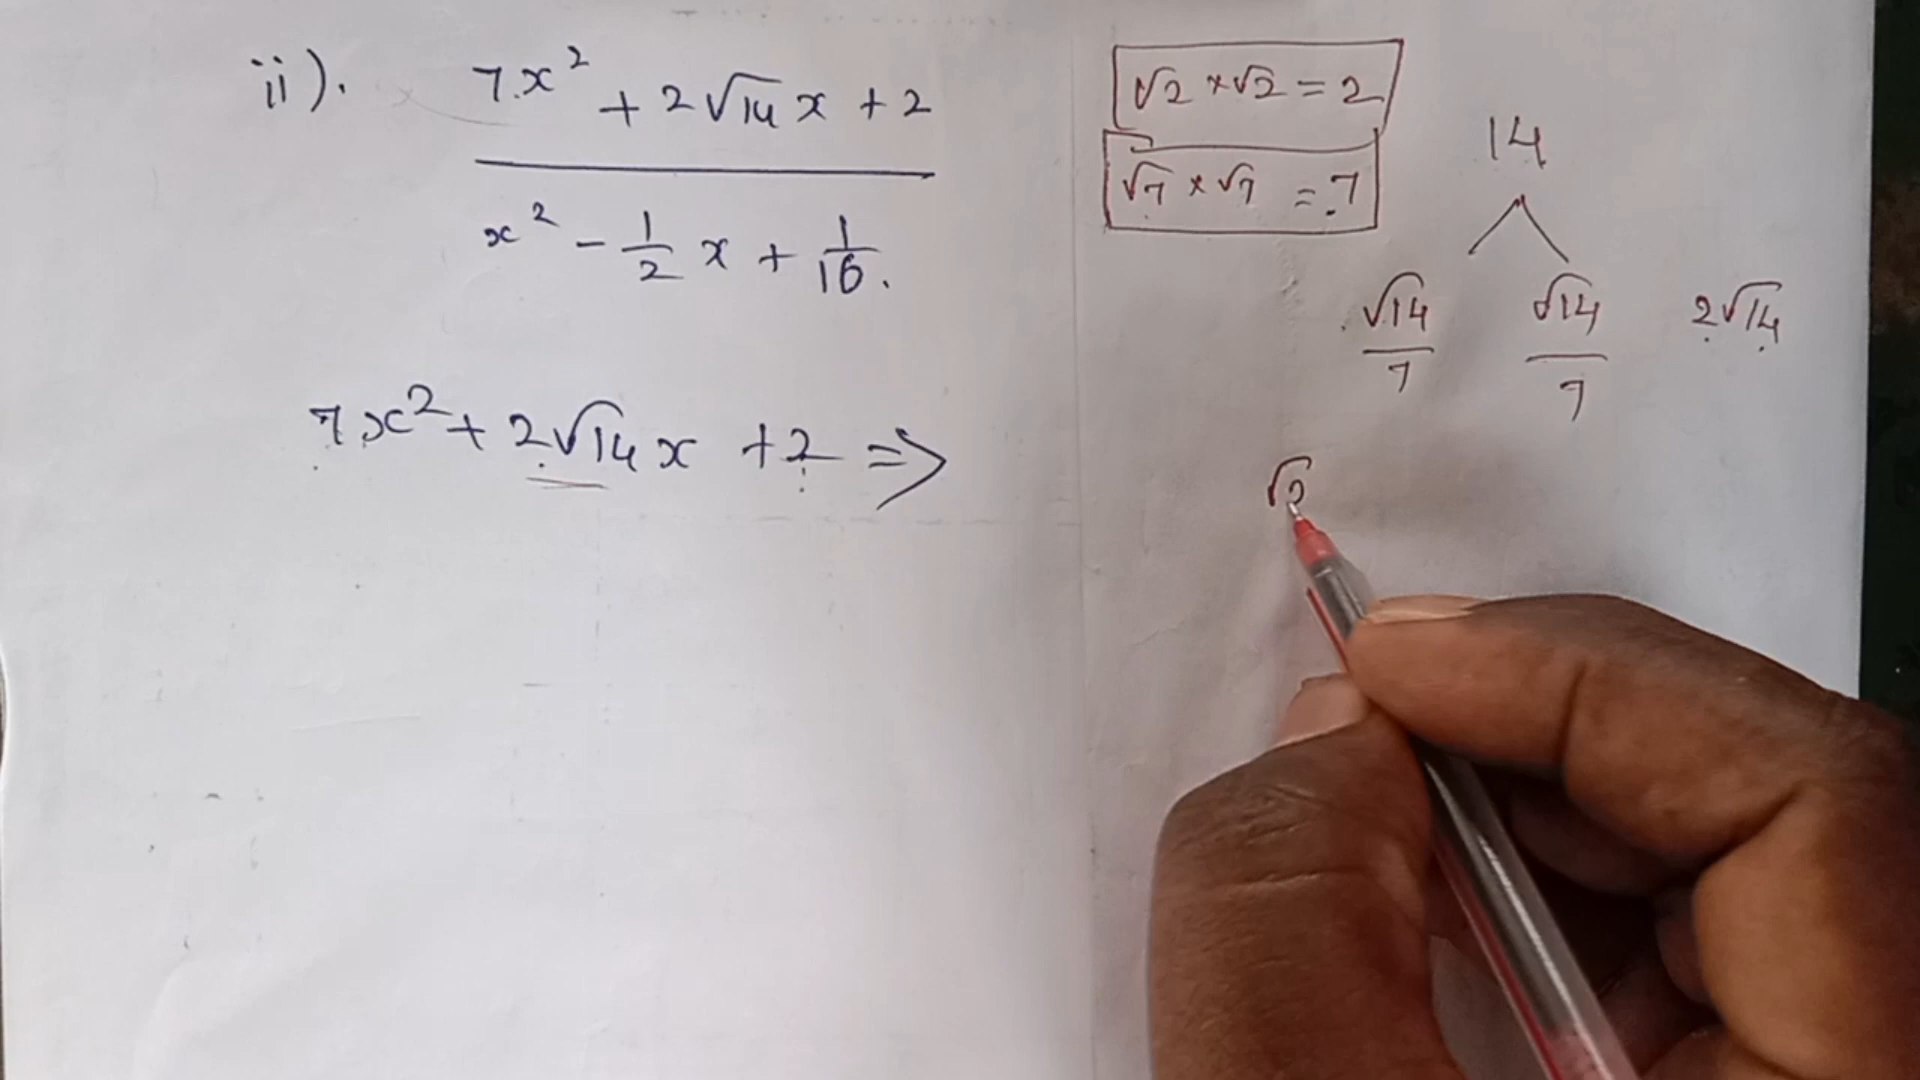 ii). 7x² + 2√14 x + 2
x² - 1/2 x + 1/16.
7x² + 2√14 x + 2 ⇒
√2 × √2 = 2
√7 × √7 = 7
14
√14/7 √14/7 2√14